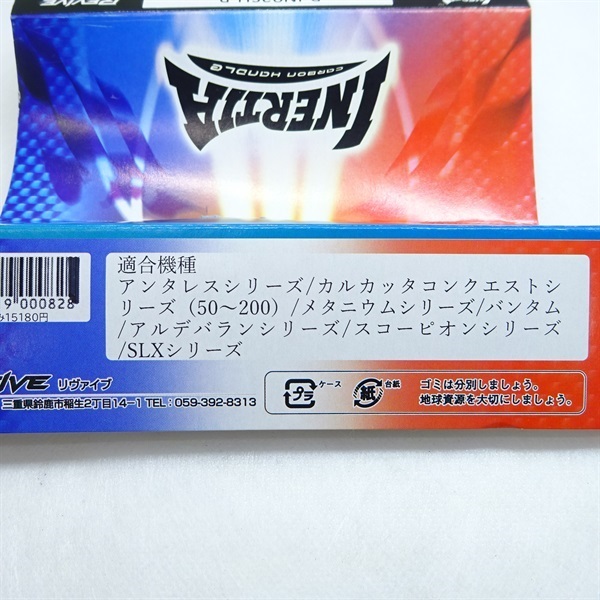 REVIVE
INERTIA
CARBON HANDLE
適合機種
アンタレスシリーズ/カルカッタコンクエストシ
リーズ（50～200）/メタニウムシリーズ/バンタム
/アルデバランシリーズ/スコーピオンシリーズ
/SLXシリーズ
9 000828
15180円
リヴァイブ
三重県鈴鹿市稲生2丁目14−1 TEL：059-392-8313
プラ ケース
紙 台紙
ゴミは分別しましょう。
地球資源を大切にしましょう。